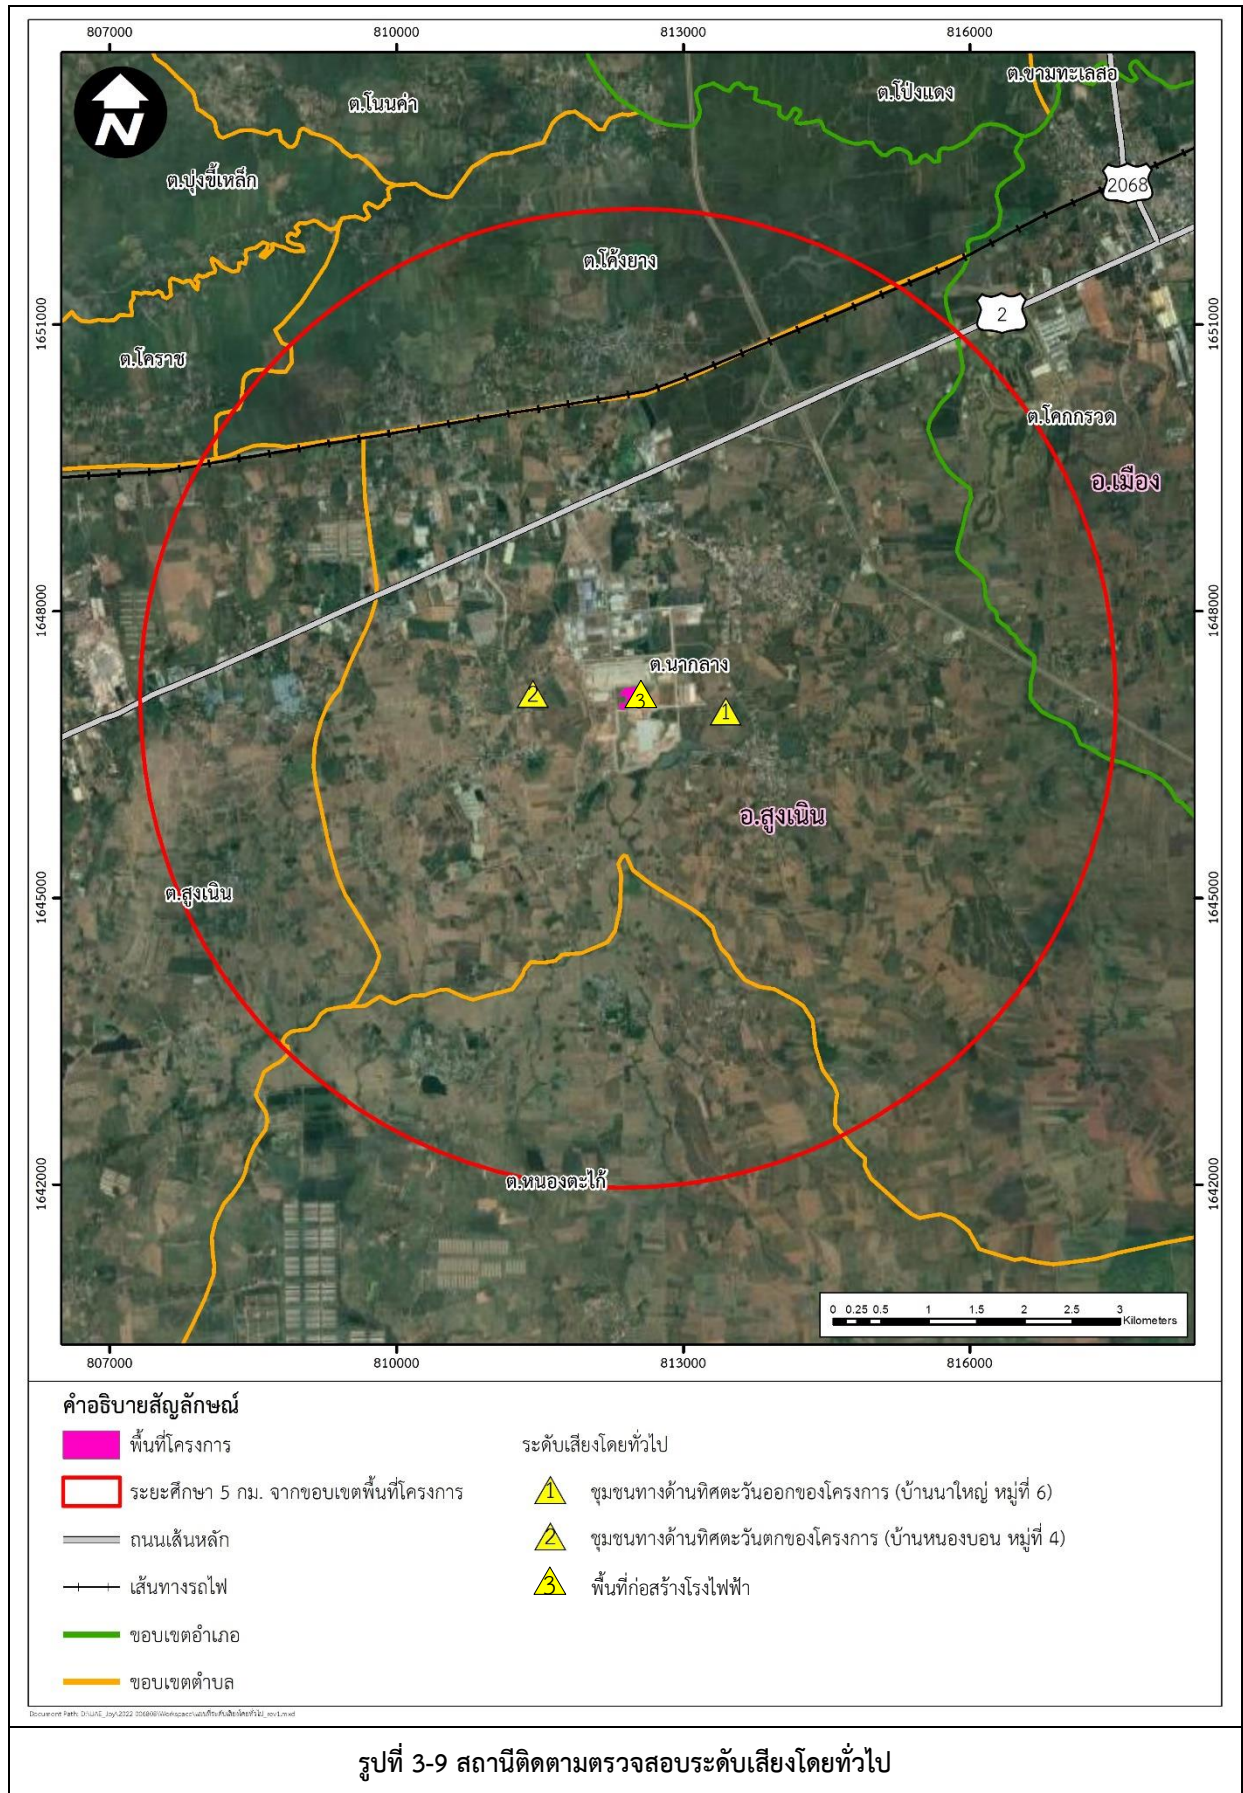 807000 810000 813000 816000
N
ต.ขามทะเลสอ
ต.โป่งแดง
ต.โนนค่า
ต.บุ่งขี้เหล็ก
2068
ต.โค้งยาง
2
1651000 1651000
ต.โคราช
ต.โคกกรวด
อ.เมือง
1648000 1648000
ต.นากลาง
2 3 1
อ.สูงเนิน
ต.สูงเนิน
1645000 1645000
ต.หนองตะไก้
1642000 1642000
0 0.25 0.5 1 1.5 2 2.5 3
Kilometers
807000 810000 813000 816000
คำอธิบายสัญลักษณ์
พื้นที่โครงการ
ระยะศึกษา 5 กม. จากขอบเขตพื้นที่โครงการ
ถนนเส้นหลัก
เส้นทางรถไฟ
ขอบเขตอำเภอ
ขอบเขตตำบล
ระดับเสียงโดยทั่วไป
1 ชุมชนทางด้านทิศตะวันออกของโครงการ (บ้านนาใหญ่ หมู่ที่ 6)
2 ชุมชนทางด้านทิศตะวันตกของโครงการ (บ้านหนองบอน หมู่ที่ 4)
3 พื้นที่ก่อสร้างโรงไฟฟ้า
รูปที่ 3-9 สถานีติดตามตรวจสอบระดับเสียงโดยทั่วไป